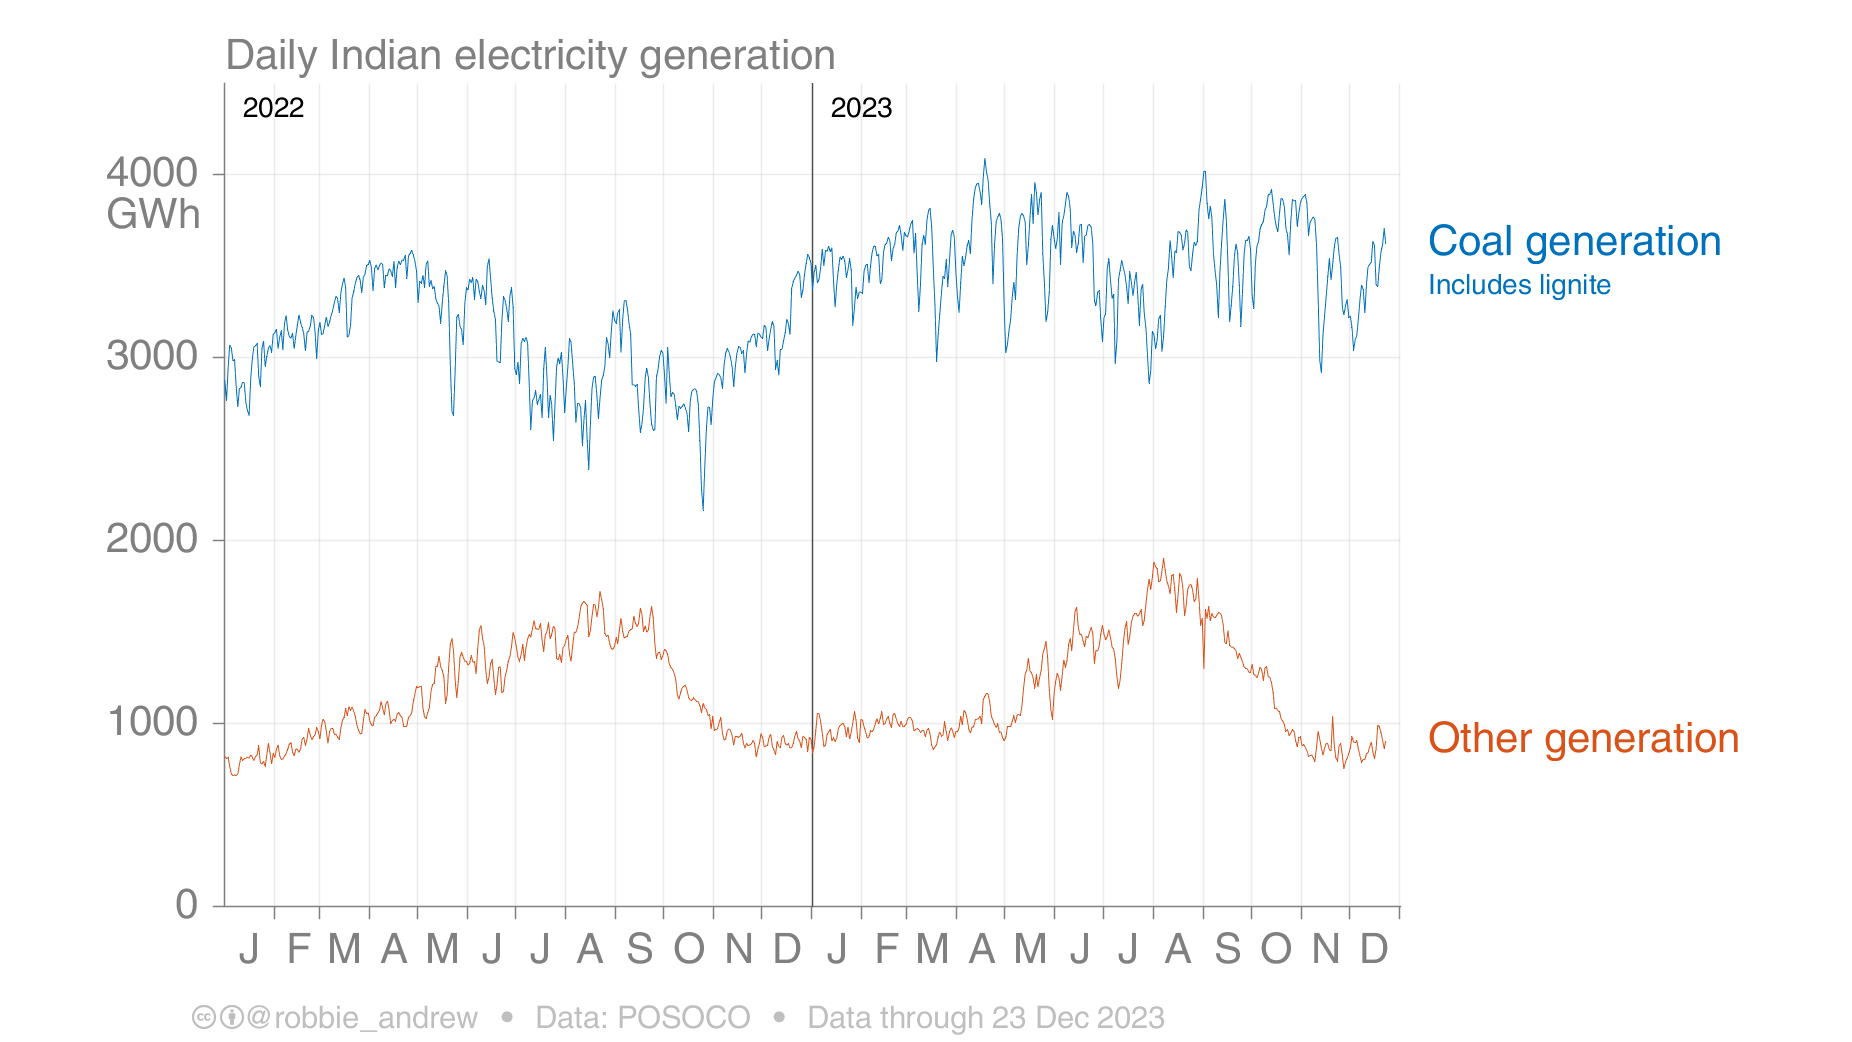 Daily Indian electricity generation
2022
2023
4000
GWh
3000
2000
1000
0
Coal generation
Includes lignite
Other generation
J F M A M J J A S O N D J F M A M J J A S O N D
cc @robbie_andrew • Data: POSOCO • Data through 23 Dec 2023